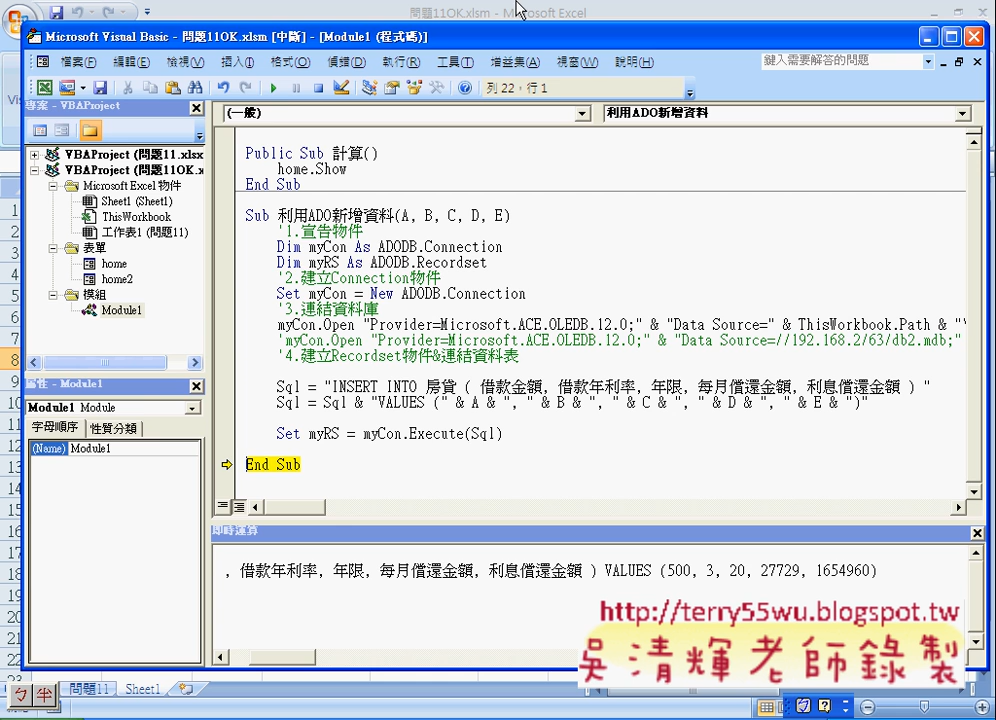 問題11OK.xlsm - Microsoft Excel
Microsoft Visual Basic - 問題11OK.xlsm [中斷] - [Module1 (程式碼)]
檔案(F) 編輯(E) 檢視(V) 插入(I) 格式(O) 偵錯(D) 執行(R) 工具(T) 增益集(A) 視窗(W) 說明(H) 鍵入需要解答的問題
列 22，行 1
專案 - VBAProject
(一般) 利用ADO新增資料
VBAProject (問題11.xlsx
VBAProject (問題11OK.x
Microsoft Excel 物件
Sheet1 (Sheet1)
ThisWorkbook
工作表1 (問題11)
表單
home
home2
模組
Module1
屬性 - Module1
Module1 Module
字母順序 性質分類
(Name) Module1
Public Sub 計算()
home.Show
End Sub
Sub 利用ADO新增資料(A, B, C, D, E)
'1.宣告物件
Dim myCon As ADODB.Connection
Dim myRS As ADODB.Recordset
'2.建立Connection物件
Set myCon = New ADODB.Connection
'3.連結資料庫
myCon.Open "Provider=Microsoft.ACE.OLEDB.12.0;" & "Data Source=" & ThisWorkbook.Path & "
'myCon.Open "Provider=Microsoft.ACE.OLEDB.12.0;" & "Data Source=//192.168.2/63/db2.mdb;"
'4.建立Recordset物件&連結資料表
Sql = "INSERT INTO 房貸 ( 借款金額, 借款年利率, 年限, 每月償還金額, 利息償還金額 ) "
Sql = Sql & "VALUES (" & A & ", " & B & ", " & C & ", " & D & ", " & E & ")"
Set myRS = myCon.Execute(Sql)
End Sub
即時運算
, 借款年利率, 年限, 每月償還金額, 利息償還金額 ) VALUES (500, 3, 20, 27729, 1654960)
http://terry55wu.blogspot.tw
吳清輝老師錄製
問題11 Sheet1
ㄅ 半